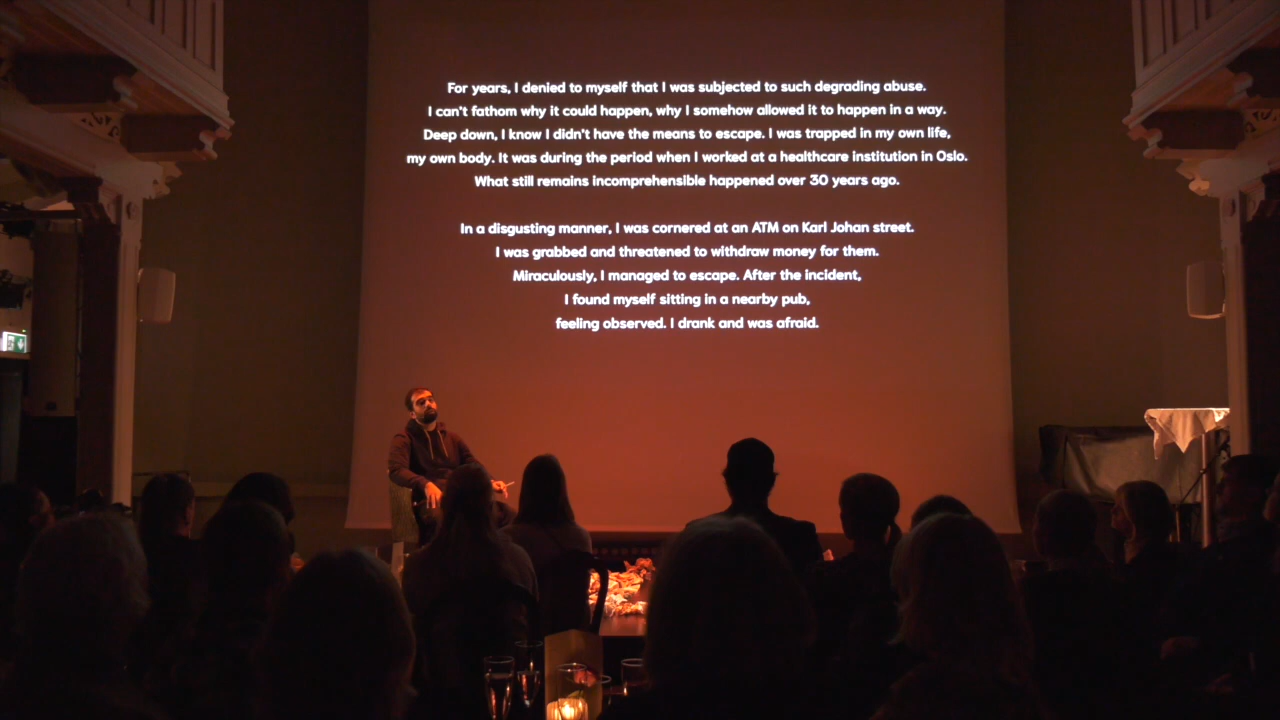 For years, I denied to myself that I was subjected to such degrading abuse.
I can't fathom why it could happen, why I somehow allowed it to happen in a way.
Deep down, I know I didn't have the means to escape. I was trapped in my own life,
my own body. It was during the period when I worked at a healthcare institution in Oslo.
What still remains incomprehensible happened over 30 years ago.
In a disgusting manner, I was cornered at an ATM on Karl Johan street.
I was grabbed and threatened to withdraw money for them.
Miraculously, I managed to escape. After the incident,
I found myself sitting in a nearby pub,
feeling observed. I drank and was afraid.